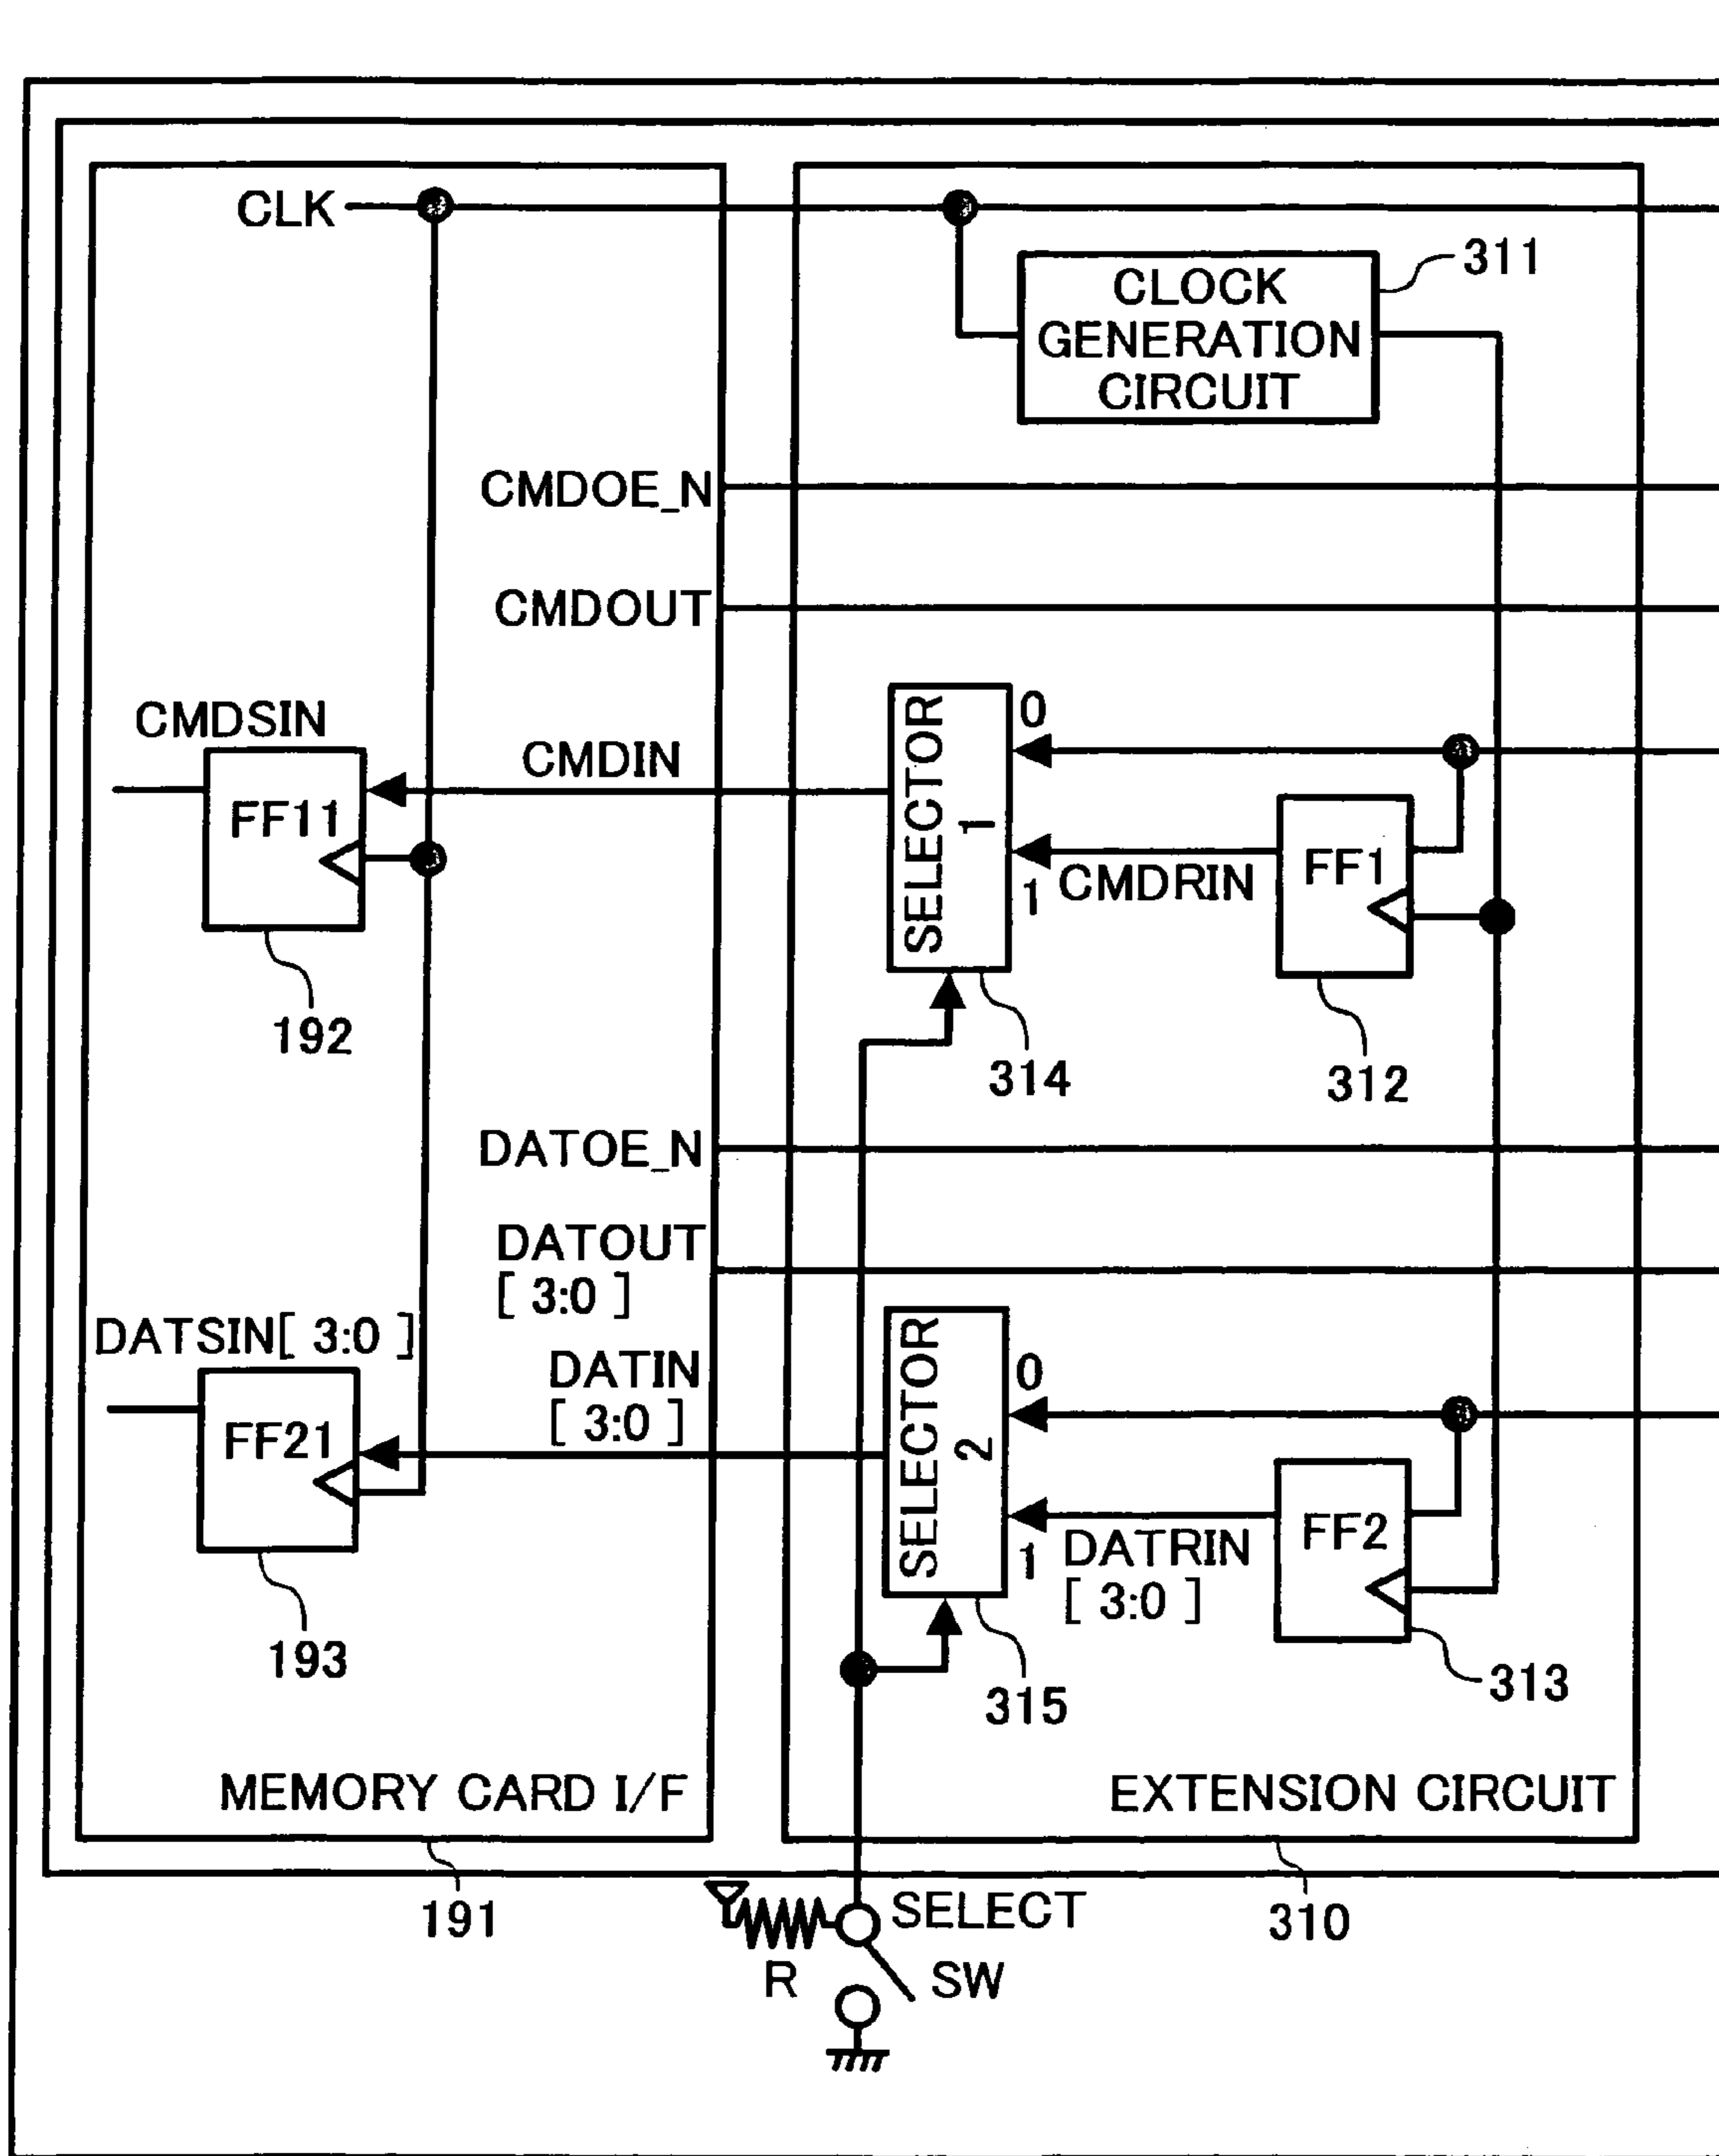 CLK
311
CLOCK
GENERATION
CIRCUIT
CMDOE_N
CMDOUT
CMDSIN
CMDIN
FF11
SELECTOR
1
0
1
CMDRIN
FF1
192
314
312
DATOE_N
DATOUT
[ 3:0 ]
DATSIN[ 3:0 ]
DATIN
[ 3:0 ]
FF21
SELECTOR
2
0
1
DATRIN
[ 3:0 ]
FF2
193
315
313
MEMORY CARD I/F
EXTENSION CIRCUIT
191
SELECT
310
R
SW